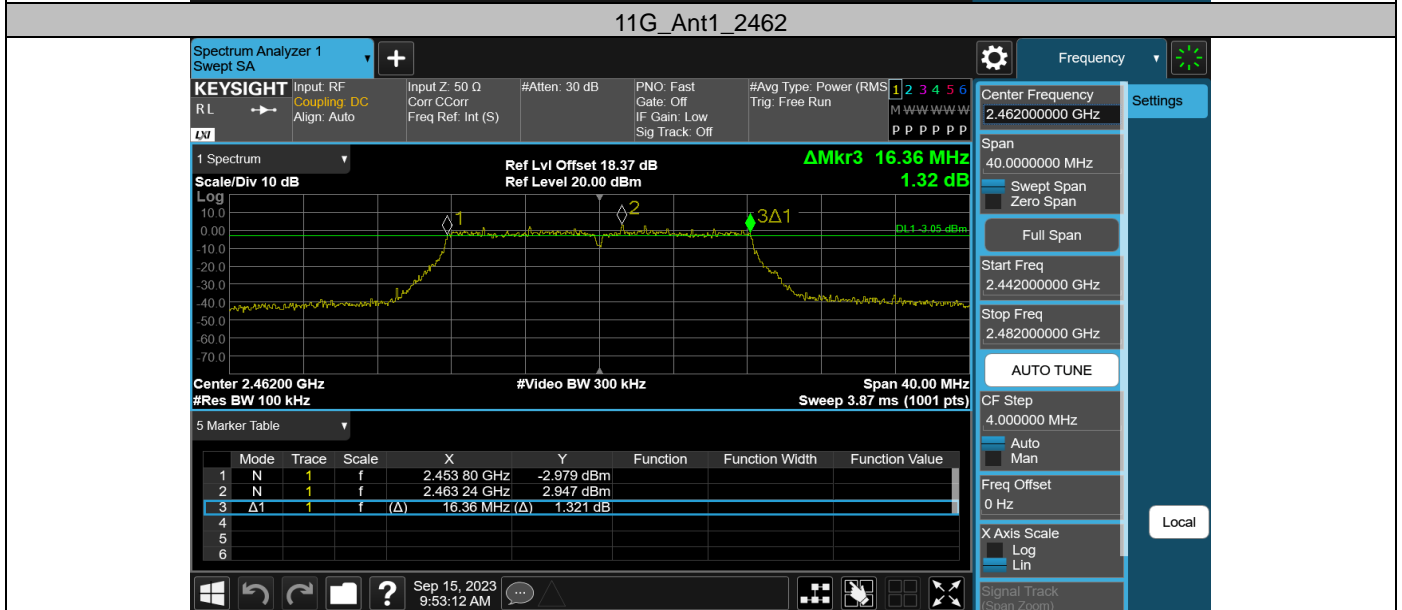 11G_Ant1_2462
Spectrum Analyzer 1
Swept SA
+
Frequency
KEYSIGHT
RL
LXI
Input: RF
Coupling: DC
Align: Auto
Input Z: 50 Ω
Corr CCorr
Freq Ref: Int (S)
#Atten: 30 dB
PNO: Fast
Gate: Off
IF Gain: Low
Sig Track: Off
#Avg Type: Power (RMS
Trig: Free Run
1 2 3 4 5 6
M W W W W W
P P P P P P
Center Frequency
2.462000000 GHz
Settings
1 Spectrum
Scale/Div 10 dB
Ref Lvl Offset 18.37 dB
Ref Level 20.00 dBm
ΔMkr3 16.36 MHz
1.32 dB
Log
10.0
0.00
-10.0
-20.0
-30.0
-40.0
-50.0
-60.0
-70.0
1
2
3Δ1
DL1 -3.05 dBm
Center 2.46200 GHz
#Res BW 100 kHz
#Video BW 300 kHz
Span 40.00 MHz
Sweep 3.87 ms (1001 pts)
Span
40.0000000 MHz
Swept Span
Zero Span
Full Span
Start Freq
2.442000000 GHz
Stop Freq
2.482000000 GHz
AUTO TUNE
CF Step
4.000000 MHz
Auto
Man
Freq Offset
0 Hz
X Axis Scale
Log
Lin
Signal Track
(Span Zoom)
Local
5 Marker Table
Mode Trace Scale X Y Function Function Width Function Value
1 N 1 f 2.453 80 GHz -2.979 dBm
2 N 1 f 2.463 24 GHz 2.947 dBm
3 Δ1 1 f (Δ) 16.36 MHz (Δ) 1.321 dB
4
5
6
?
Sep 15, 2023
9:53:12 AM